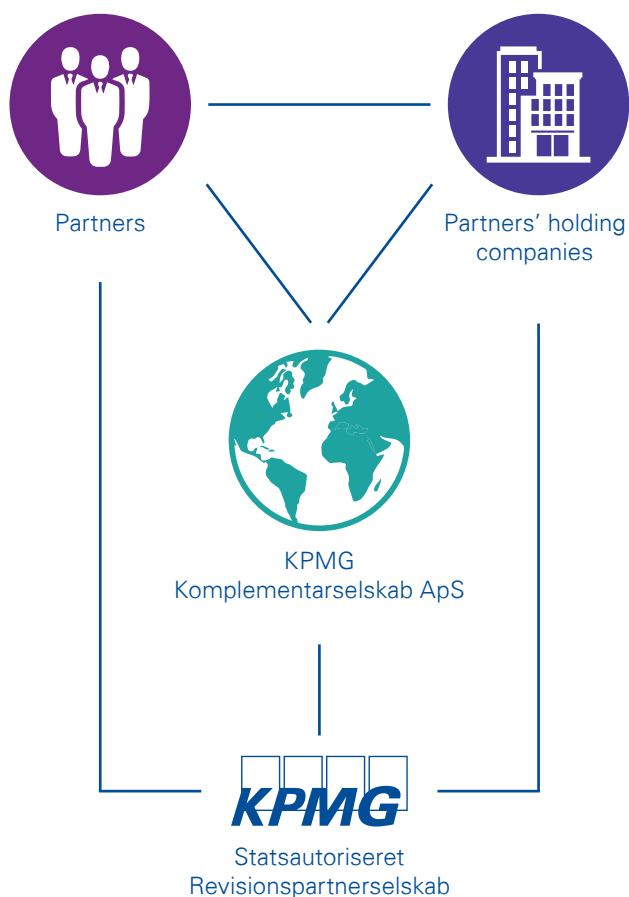 Partners
Partners’ holding
companies
KPMG
Komplementarselskab ApS
KPMG
Statsautoriseret
Revisionspartnerselskab